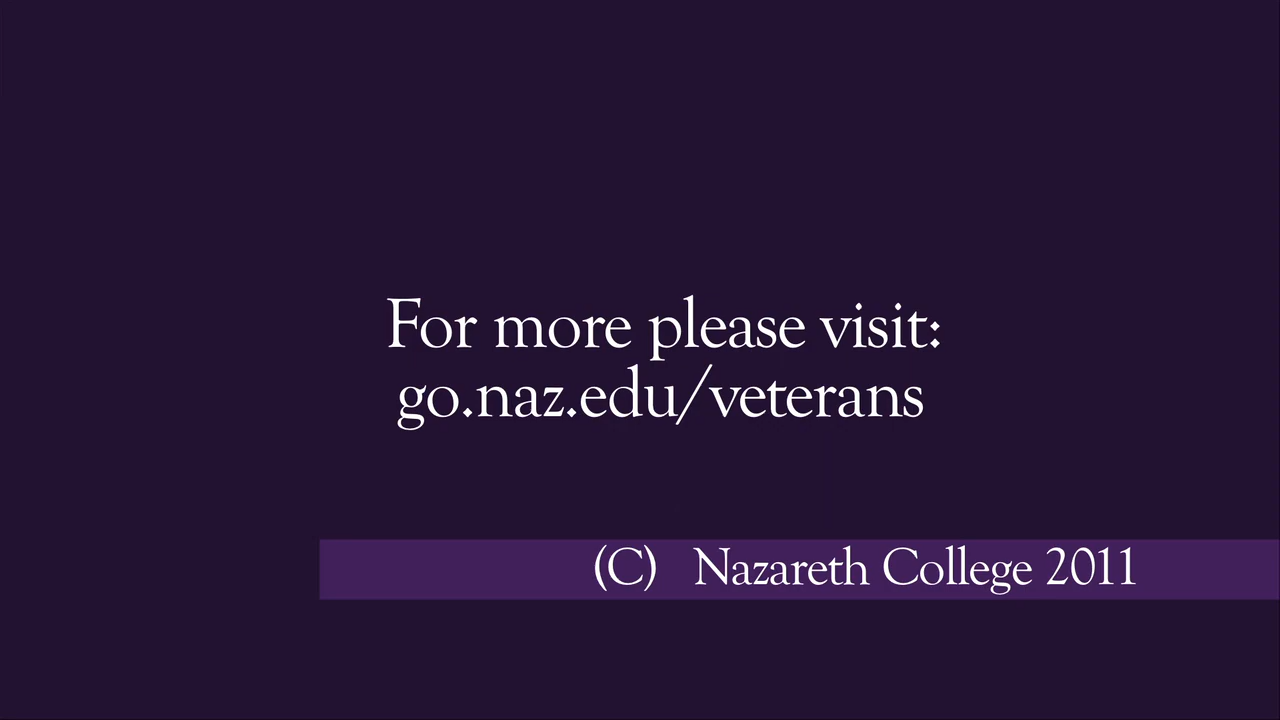 For more please visit:
go.naz.edu/veterans
(C) Nazareth College 2011